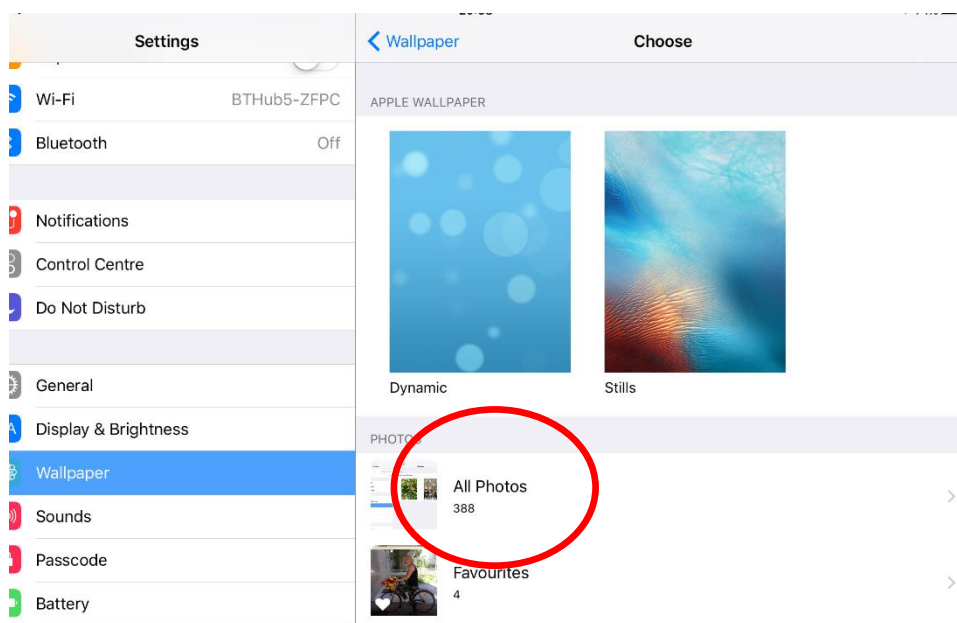 Settings
Wi-Fi BTHub5-ZFPC
Bluetooth Off
Notifications
Control Centre
Do Not Disturb
General
Display & Brightness
Wallpaper
Sounds
Passcode
Battery
Wallpaper Choose
APPLE WALLPAPER
Dynamic Stills
PHOTOS
All Photos
388
Favourites
4